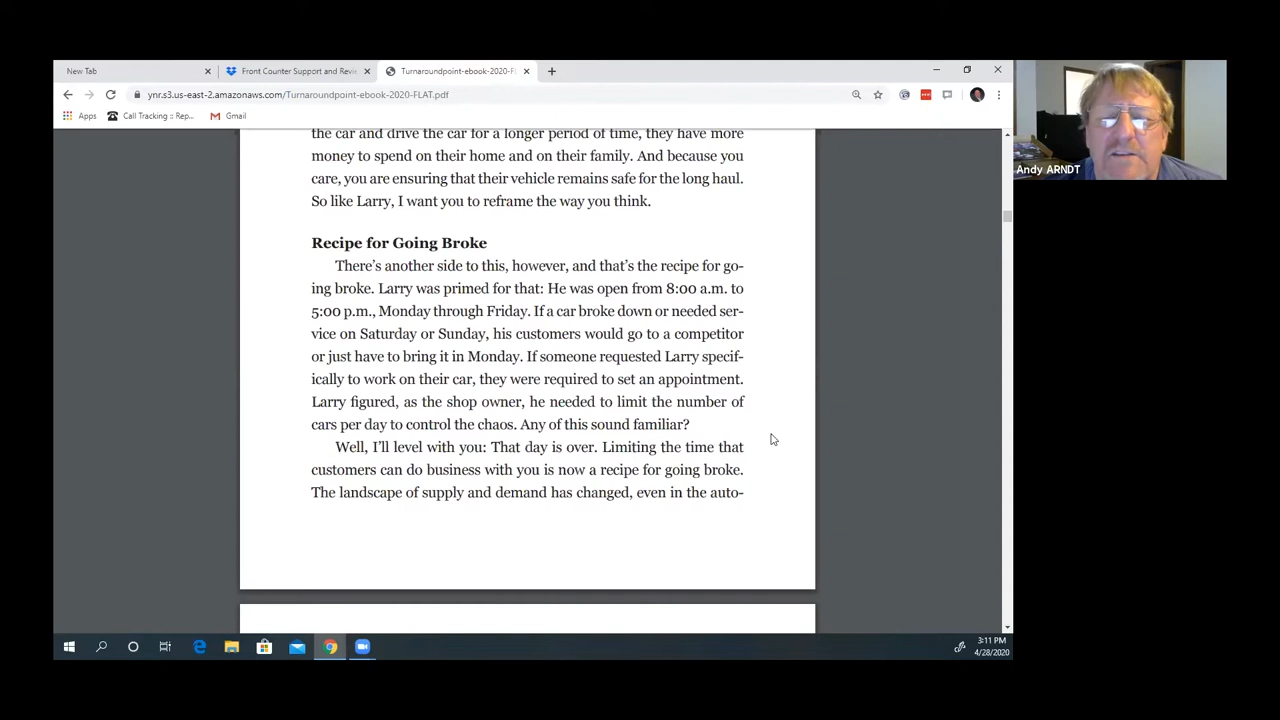 New Tab
Front Counter Support and Revie
Turnaroundpoint-ebook-2020-FL
ynr.s3.us-east-2.amazonaws.com/Turnaroundpoint-ebook-2020-FLAT.pdf
Apps
Call Tracking :: Rep...
Gmail
Andy ARNDT
the car and drive the car for a longer period of time, they have more
money to spend on their home and on their family. And because you
care, you are ensuring that their vehicle remains safe for the long haul.
So like Larry, I want you to reframe the way you think.
Recipe for Going Broke
There's another side to this, however, and that's the recipe for go-
ing broke. Larry was primed for that: He was open from 8:00 a.m. to
5:00 p.m., Monday through Friday. If a car broke down or needed ser-
vice on Saturday or Sunday, his customers would go to a competitor
or just have to bring it in Monday. If someone requested Larry specif-
ically to work on their car, they were required to set an appointment.
Larry figured, as the shop owner, he needed to limit the number of
cars per day to control the chaos. Any of this sound familiar?
Well, I'll level with you: That day is over. Limiting the time that
customers can do business with you is now a recipe for going broke.
The landscape of supply and demand has changed, even in the auto-
3:11 PM
4/28/2020